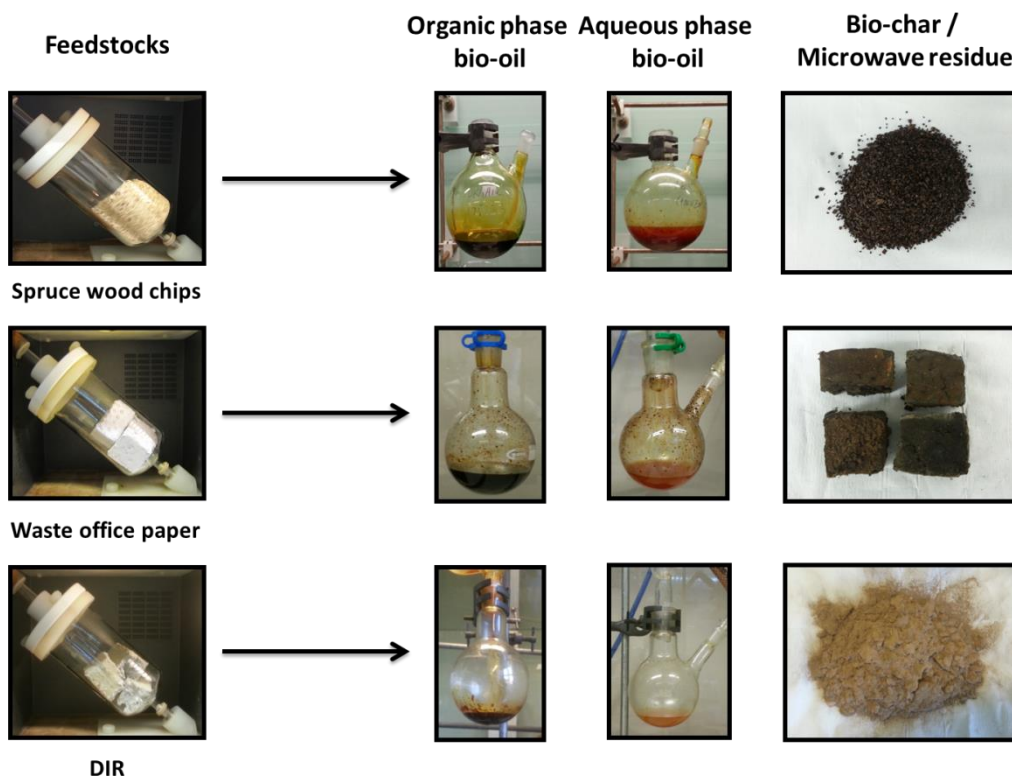 Feedstocks
Organic phase
bio-oil
Aqueous phase
bio-oil
Bio-char /
Microwave residue
Spruce wood chips
Waste office paper
DIR